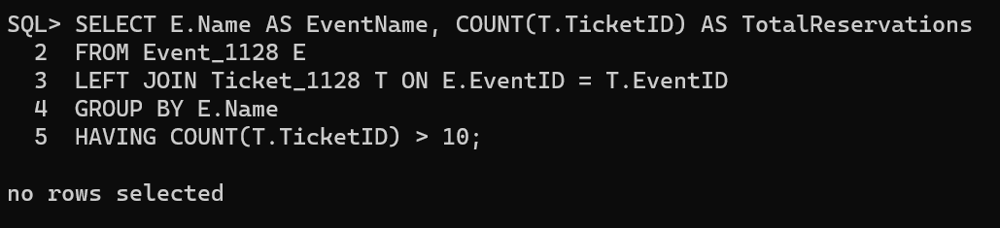 SQL> SELECT E.Name AS EventName, COUNT(T.TicketID) AS TotalReservations
  2  FROM Event_1128 E
  3  LEFT JOIN Ticket_1128 T ON E.EventID = T.EventID
  4  GROUP BY E.Name
  5  HAVING COUNT(T.TicketID) > 10;

no rows selected